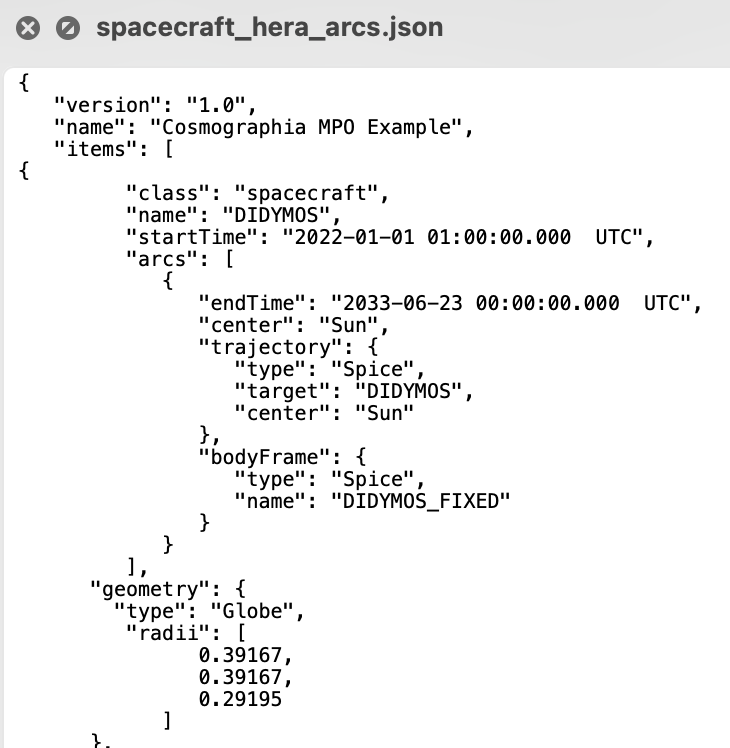 spacecraft_hera_arcs.json
{
"version": "1.0",
"name": "Cosmographia MPO Example",
"items": [
{
"class": "spacecraft",
"name": "DIDYMOS",
"startTime": "2022-01-01 01:00:00.000  UTC",
"arcs": [
{
"endTime": "2033-06-23 00:00:00.000  UTC",
"center": "Sun",
"trajectory": {
"type": "Spice",
"target": "DIDYMOS",
"center": "Sun"
},
"bodyFrame": {
"type": "Spice",
"name": "DIDYMOS_FIXED"
}
}
],
"geometry": {
"type": "Globe",
"radii": [
0.39167,
0.39167,
0.29195
]
},